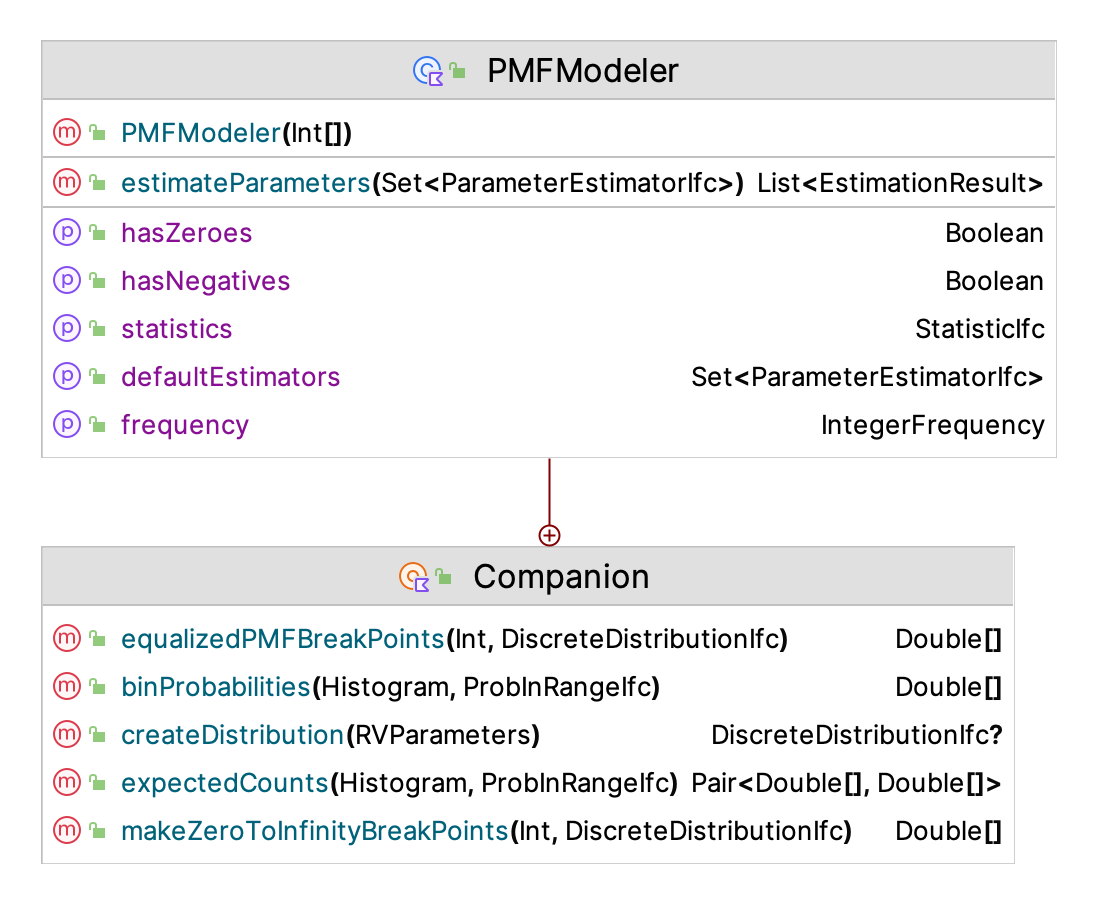 PMFModeler
PMFModeler(Int[])
estimateParameters(Set<ParameterEstimatorIfc>) List<EstimationResult>
hasZeroes Boolean
hasNegatives Boolean
statistics StatisticIfc
defaultEstimators Set<ParameterEstimatorIfc>
frequency IntegerFrequency
Companion
equalizedPMFBreakPoints(Int, DiscreteDistributionIfc) Double[]
binProbabilities(Histogram, ProbInRangeIfc) Double[]
createDistribution(RVParameters) DiscreteDistributionIfc?
expectedCounts(Histogram, ProbInRangeIfc) Pair<Double[], Double[]>
makeZeroToInfinityBreakPoints(Int, DiscreteDistributionIfc) Double[]